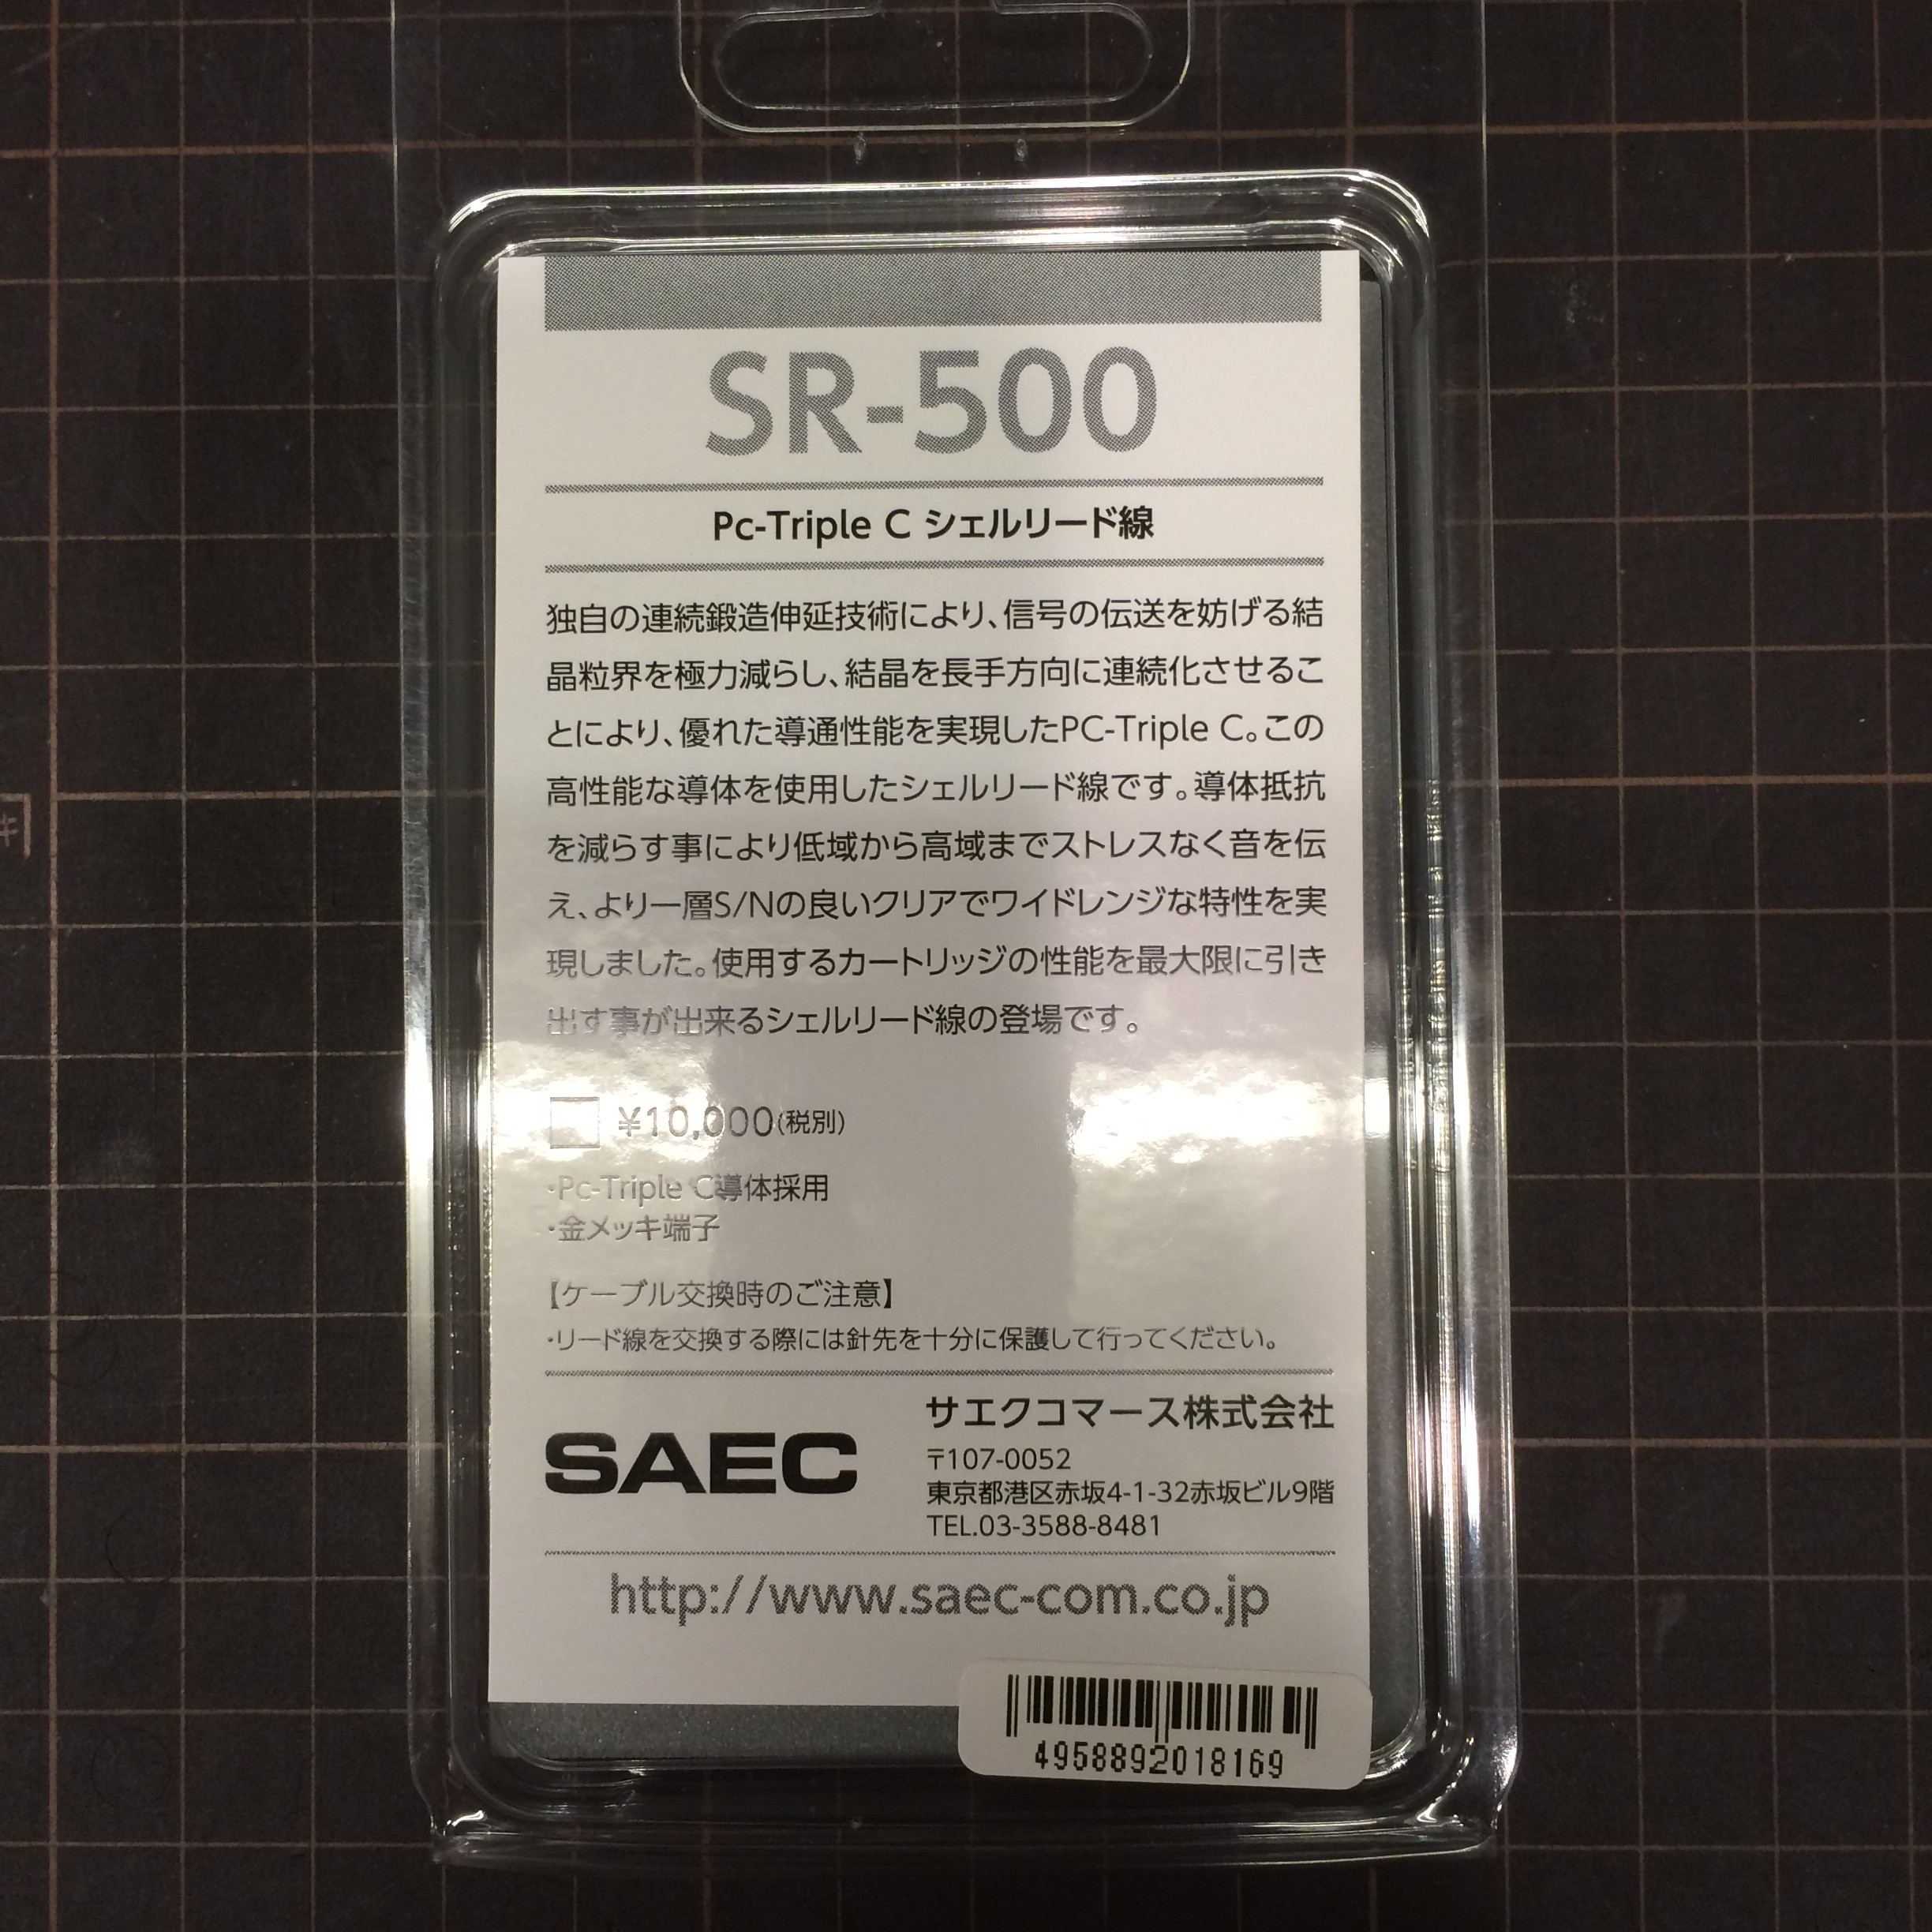 SR-500
Pc-Triple C シェルリード線
独自の連続鍛造伸延技術により、信号の伝送を妨げる結
晶粒界を極力減らし、結晶を長手方向に連続化させるこ
とにより、優れた導通性能を実現したPC-Triple C。この
高性能な導体を使用したシェルリード線です。導体抵抗
を減らす事により低域から高域までストレスなく音を伝
え、より一層S/Nの良いクリアでワイドレンジな特性を実
現しました。使用するカートリッジの性能を最大限に引き
出す事が出来るシェルリード線の登場です。
¥10,000(税別)
・Pc-Triple C導体採用
・金メッキ端子
【ケーブル交換時のご注意】
・リード線を交換する際には針先を十分に保護して行ってください。
SAEC
サエクコマース株式会社
〒107-0052
東京都港区赤坂4-1-32赤坂ビル9階
TEL.03-3588-8481
http://www.saec-com.co.jp
4958892018169